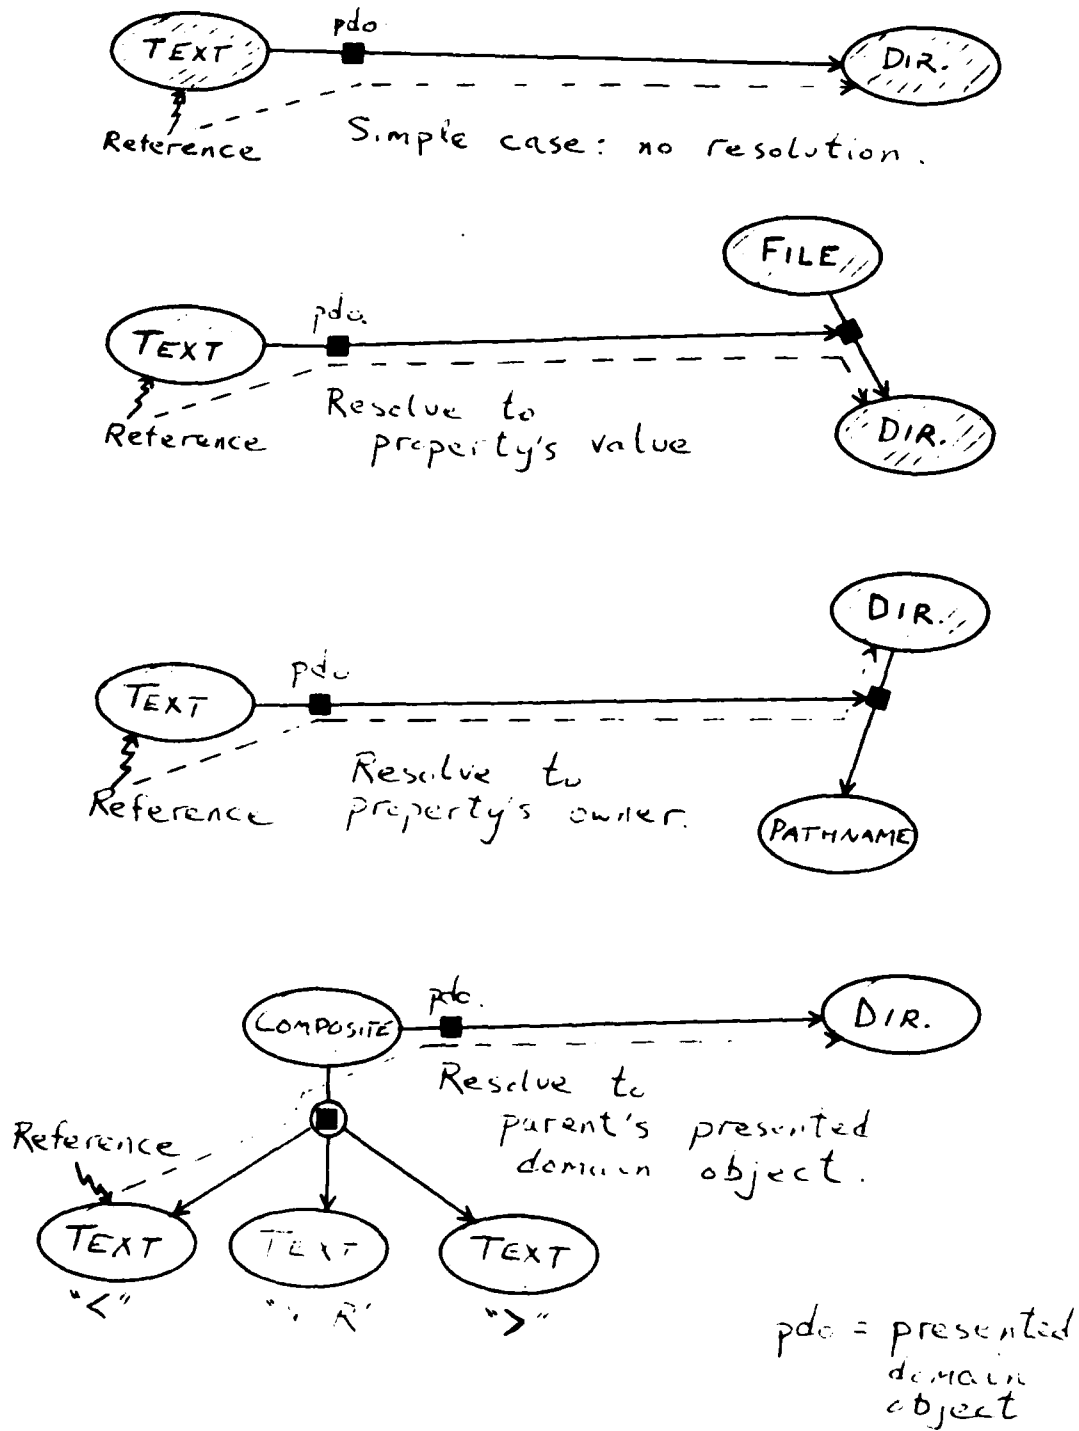 pdo
TEXT
DIR.
Reference
Simple case: no resolution.
FILE
pdo.
TEXT
Resolve to
Reference
property's value
DIR.
DIR.
pdo
TEXT
Resolve to
Reference
property's owner.
PATHNAME
pdo.
COMPOSITE
DIR.
Resolve to
parent's presented
domain object.
Reference
TEXT
TEXT
TEXT
"<"
">"
pdo = presented
domain
object